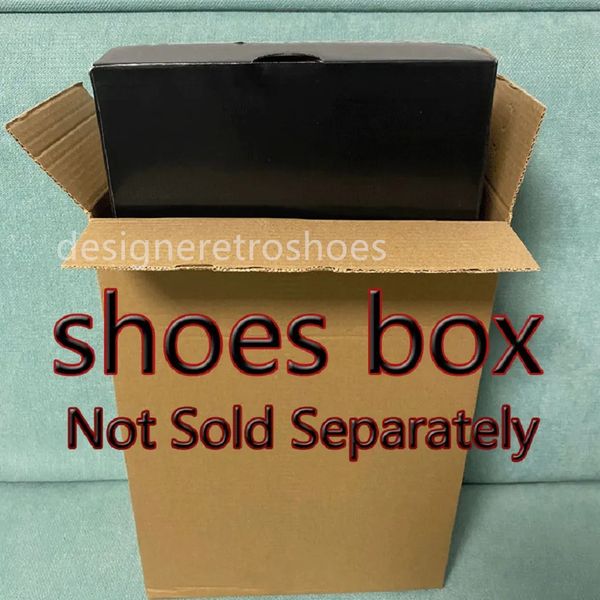 designeretroshoes
shoes box
Not Sold Separately